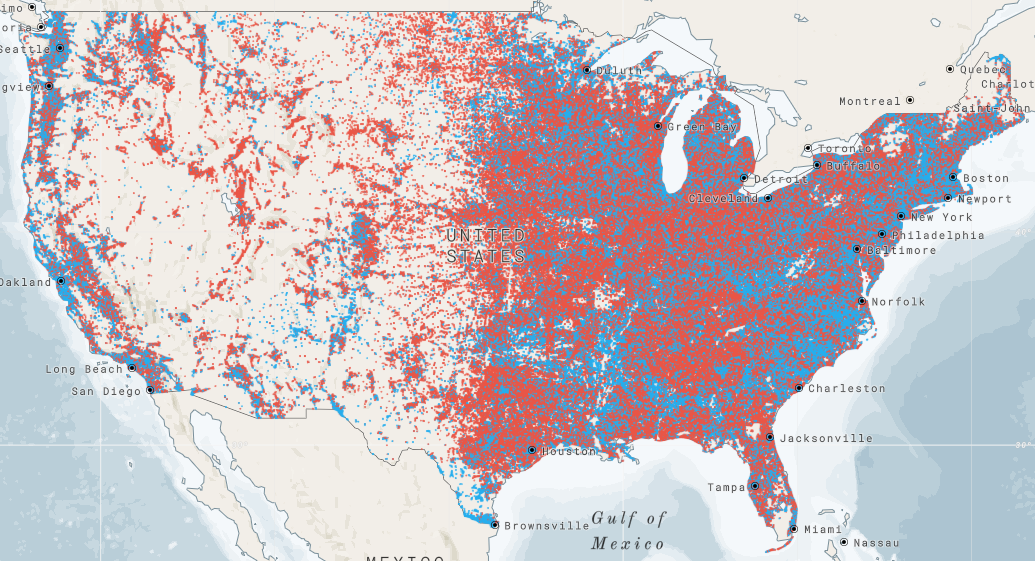 imo
oria
Seattle
gview
Duluth
Quebec
Charlot
Montreal
Saint-John
Green Bay
Toronto
Buffalo
Detroit
Boston
Cleveland
Newport
New York
UNITED
STATES
Philadelphia
Baltimore
Oakland
Norfolk
Long Beach
San Diego
Charleston
Jacksonville
Houston
Tampa
Brownsville
Gulf of
Mexico
Miami
Nassau
MEXICO